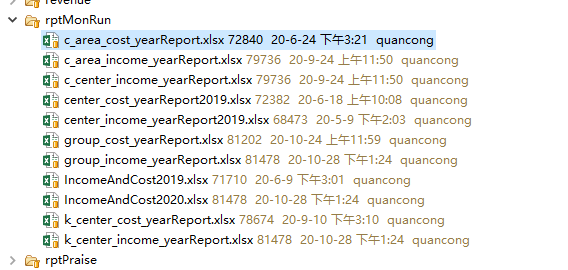 revenue
rptMonRun
c_area_cost_yearReport.xlsx 72840 20-6-24 下午3:21 quancong
c_area_income_yearReport.xlsx 79736 20-9-24 上午11:50 quancong
c_center_income_yearReport.xlsx 79736 20-9-24 上午11:50 quancong
center_cost_yearReport2019.xlsx 72382 20-6-18 上午10:08 quancong
center_income_yearReport2019.xlsx 68473 20-5-9 下午2:03 quancong
group_cost_yearReport.xlsx 81202 20-10-24 上午11:59 quancong
group_income_yearReport.xlsx 81478 20-10-28 下午1:24 quancong
IncomeAndCost2019.xlsx 71710 20-6-9 下午3:01 quancong
IncomeAndCost2020.xlsx 81478 20-10-28 下午1:24 quancong
k_center_cost_yearReport.xlsx 78674 20-9-10 下午3:10 quancong
k_center_income_yearReport.xlsx 81478 20-10-28 下午1:24 quancong
rptPraise